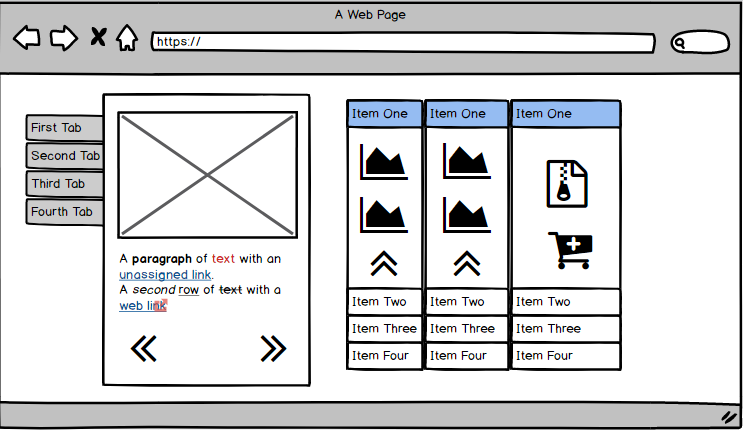 A Web Page
https://
First Tab
Second Tab
Third Tab
Fourth Tab
A paragraph of text with an
unassigned link.
A second row of text with a
web link
Item One
Item Two
Item Three
Item Four
Item One
Item Two
Item Three
Item Four
Item One
Item Two
Item Three
Item Four